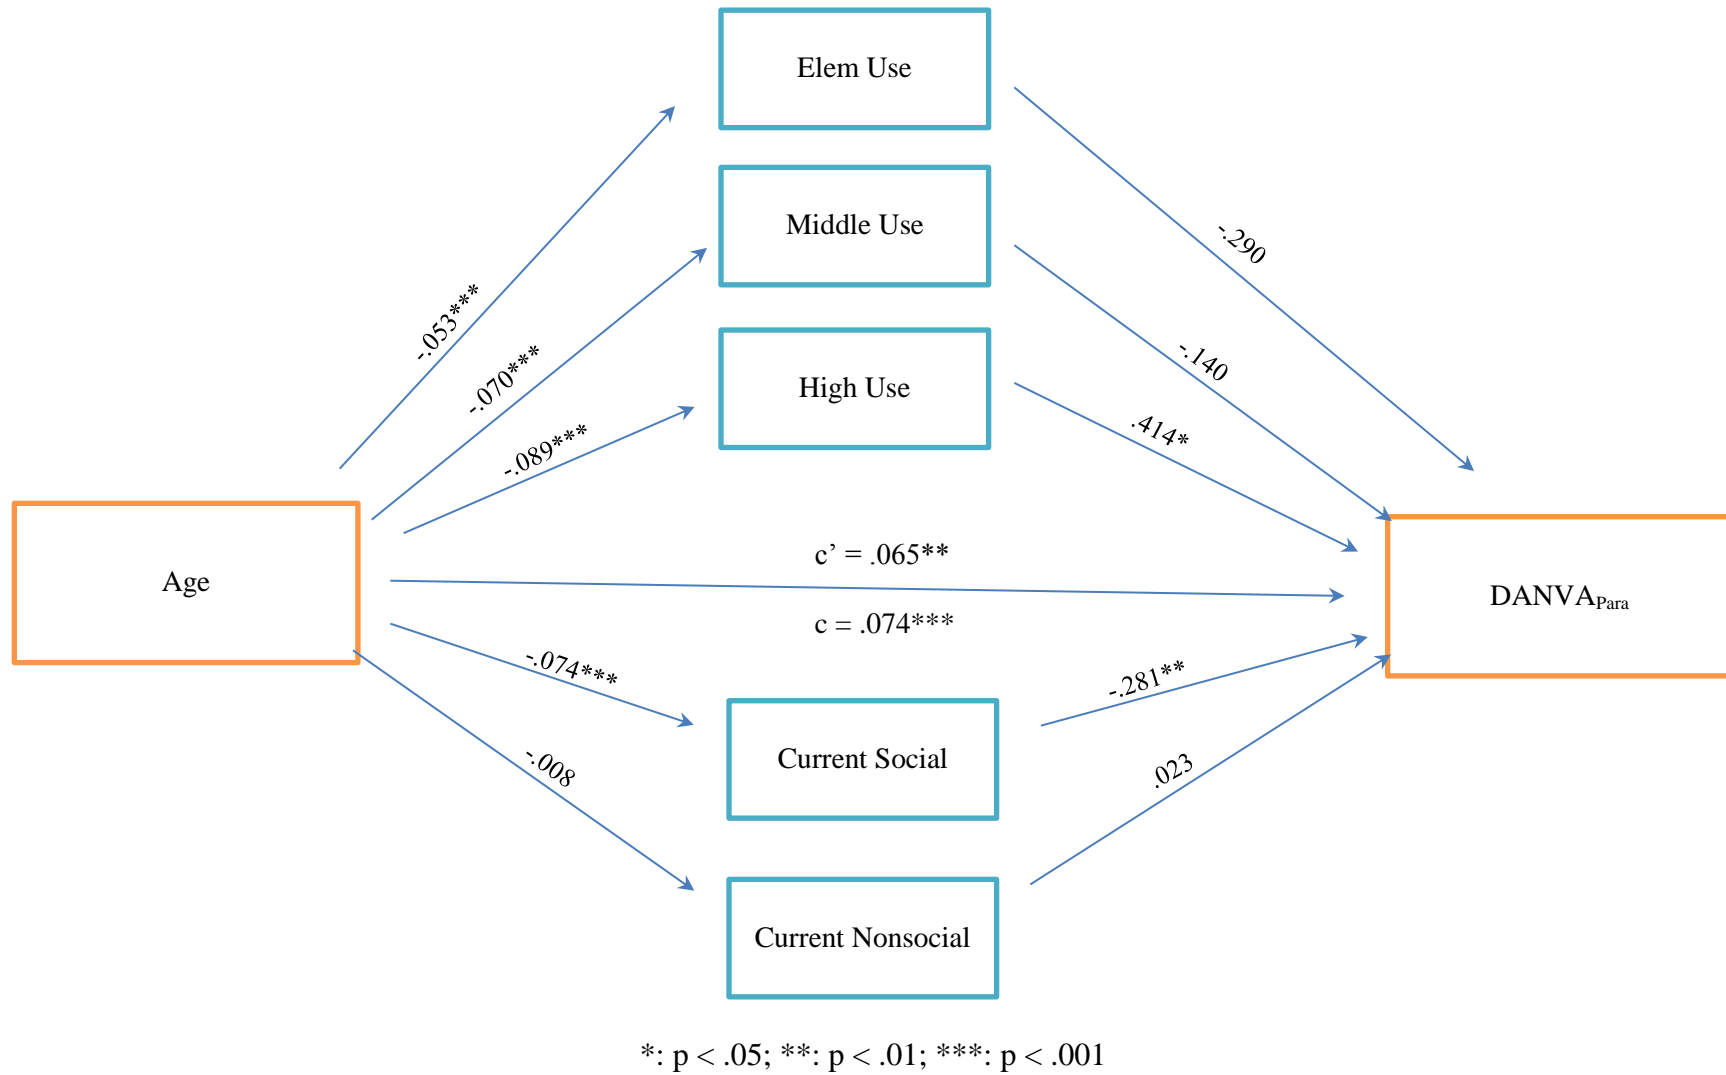 Elem Use
Middle Use
-.290
-.053***
-.070***
-.140
High Use
.414*
-.089***
c’ = .065**
Age
DANVAPara
c = .074***
-.074***
-.281**
Current Social
-.008
.023
Current Nonsocial
*: p < .05; **: p < .01; ***: p < .001